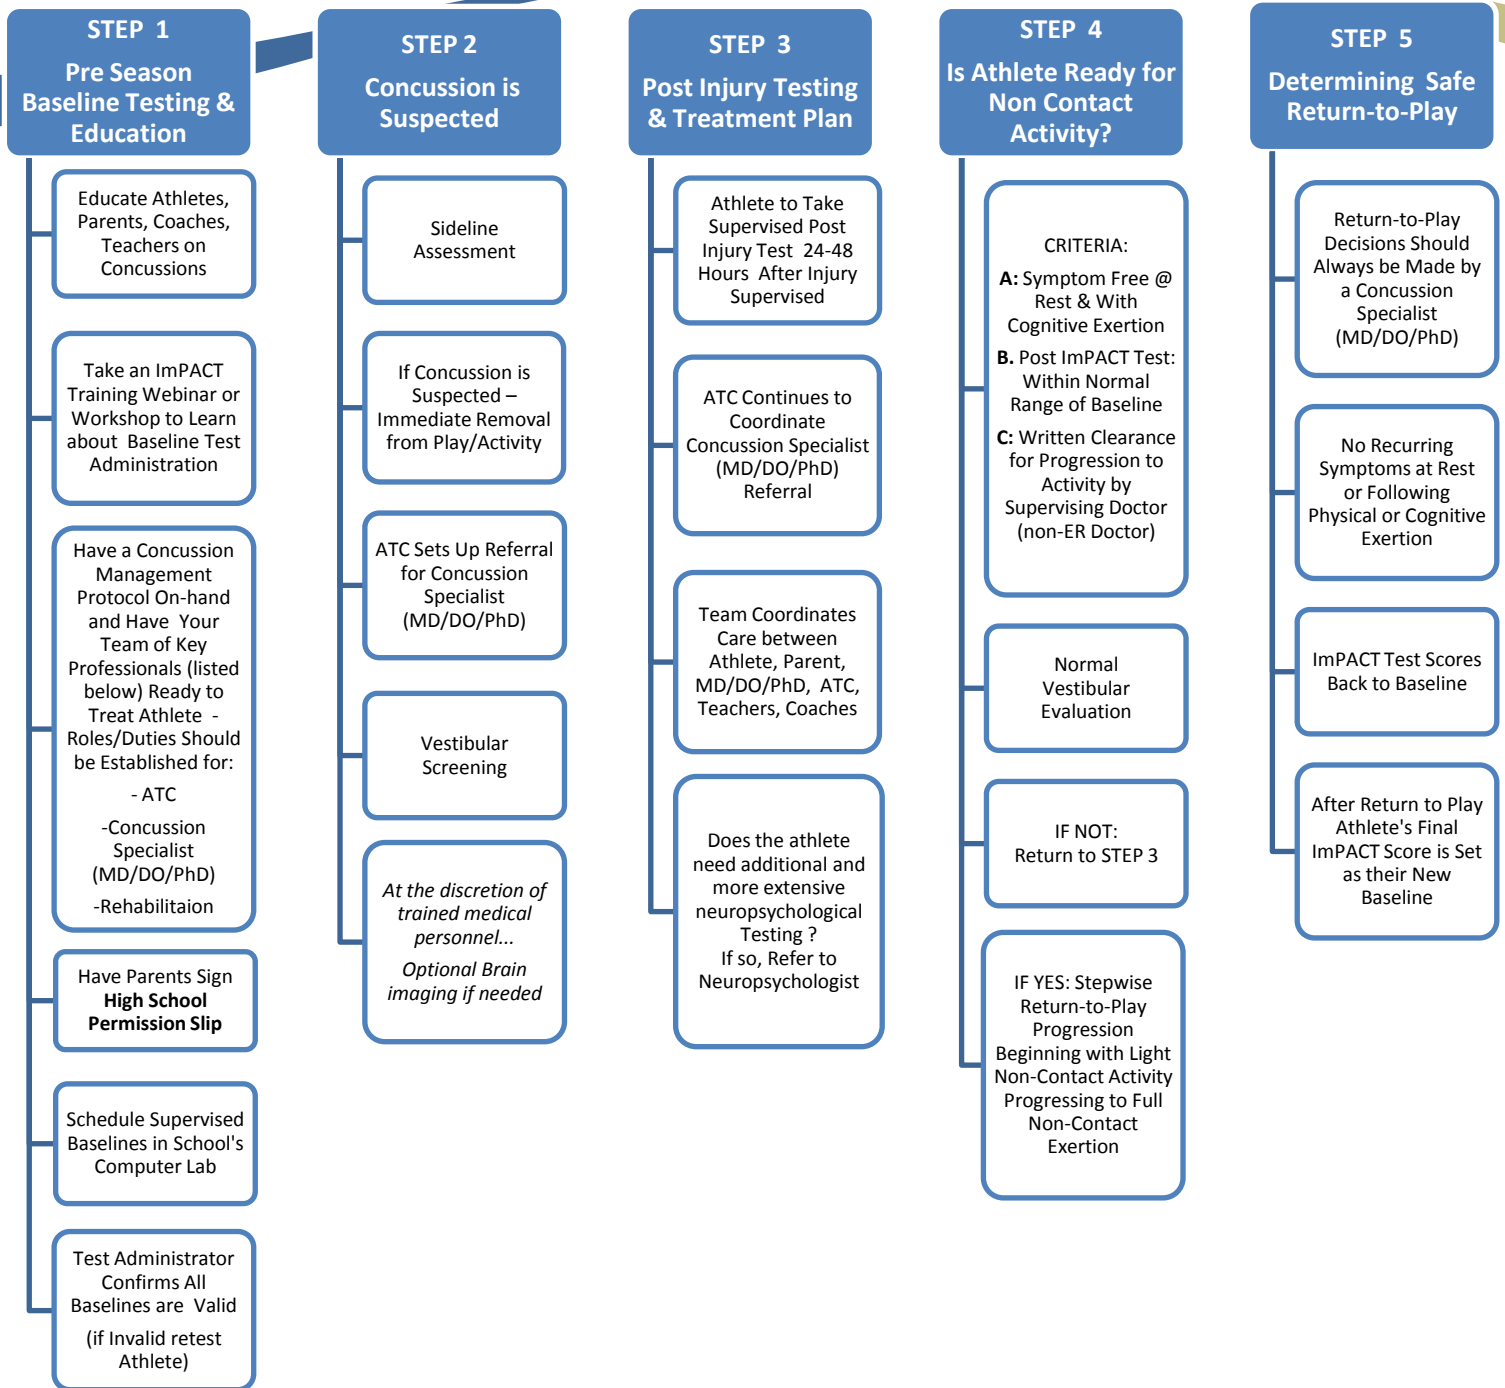 STEP 1
Pre Season
Baseline Testing &
Education
Educate Athletes,
Parents, Coaches,
Teachers on
Concussions
Take an ImPACT
Training Webinar or
Workshop to Learn
about Baseline Test
Administration
Have a Concussion
Management
Protocol On-hand
and Have Your
Team of Key
Professionals (listed
below) Ready to
Treat Athlete -
Roles/Duties Should
be Established for:
- ATC
-Concussion
Specialist
(MD/DO/PhD)
-Rehabilitaion
Have Parents Sign
High School
Permission Slip
Schedule Supervised
Baselines in School's
Computer Lab
Test Administrator
Confirms All
Baselines are Valid
(if Invalid retest
Athlete)
STEP 2
Concussion is
Suspected
Sideline
Assessment
If Concussion is
Suspected –
Immediate Removal
from Play/Activity
ATC Sets Up Referral
for Concussion
Specialist
(MD/DO/PhD)
Vestibular
Screening
At the discretion of
trained medical
personnel...
Optional Brain
imaging if needed
STEP 3
Post Injury Testing
& Treatment Plan
Athlete to Take
Supervised Post
Injury Test 24-48
Hours After Injury
Supervised
ATC Continues to
Coordinate
Concussion Specialist
(MD/DO/PhD)
Referral
Team Coordinates
Care between
Athlete, Parent,
MD/DO/PhD, ATC,
Teachers, Coaches
Does the athlete
need additional and
more extensive
neuropsychological
Testing ?
If so, Refer to
Neuropsychologist
STEP 4
Is Athlete Ready for
Non Contact
Activity?
CRITERIA:
A: Symptom Free @
Rest & With
Cognitive Exertion
B. Post ImPACT Test:
Within Normal
Range of Baseline
C: Written Clearance
for Progression to
Activity by
Supervising Doctor
(non-ER Doctor)
Normal
Vestibular
Evaluation
IF NOT:
Return to STEP 3
IF YES: Stepwise
Return-to-Play
Progression
Beginning with Light
Non-Contact Activity
Progressing to Full
Non-Contact
Exertion
STEP 5
Determining Safe
Return-to-Play
Return-to-Play
Decisions Should
Always be Made by
a Concussion
Specialist
(MD/DO/PhD)
No Recurring
Symptoms at Rest
or Following
Physical or Cognitive
Exertion
ImPACT Test Scores
Back to Baseline
After Return to Play
Athlete's Final
ImPACT Score is Set
as their New
Baseline